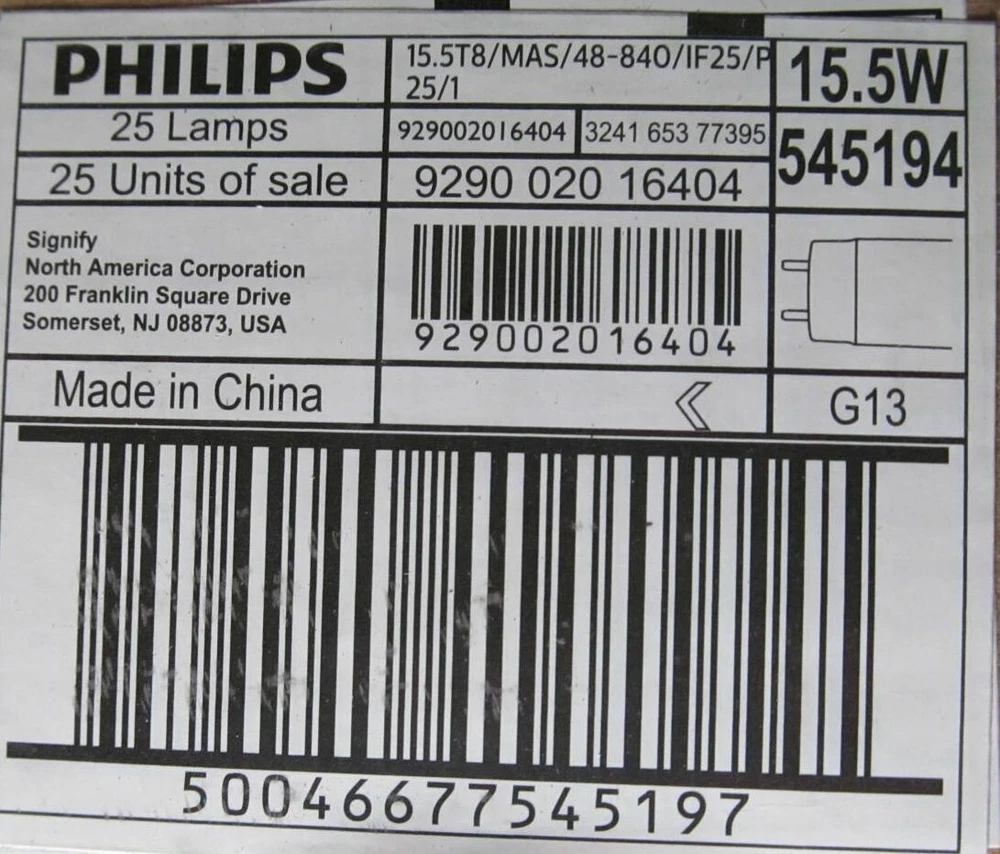 PHILIPS
15.5T8/MAS/48-840/IF25/P
25/1
15.5W
25 Lamps
929002016404
3241 653 77395
545194
25 Units of sale
9290 020 16404
Signify
North America Corporation
200 Franklin Square Drive
Somerset, NJ 08873, USA
929002016404
Made in China
G13
50046677545197